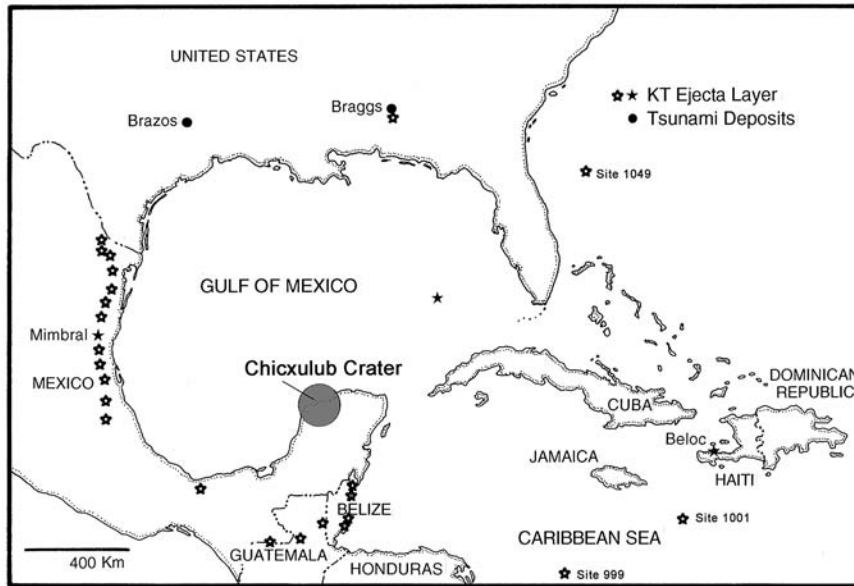 UNITED STATES
KT Ejecta Layer
Braggs
Brazos
Tsunami Deposits
Site 1049
GULF OF MEXICO
Mimbral
Chicxulub Crater
MEXICO
DOMINICAN
REPUBLIC
CUBA
Beloc
JAMAICA
HAITI
BELIZE
Site 1001
CARIBBEAN SEA
GUATEMALA
400 Km
HONDURAS
Site 999